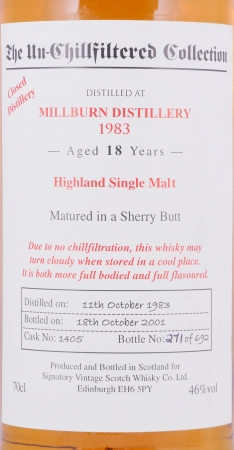 The Un-Chillfiltered Collection
Closed
Distillery
DISTILLED AT
MILLBURN DISTILLERY
1983
— Aged 18 Years —
Highland Single Malt
Matured in a Sherry Butt
Due to no chillfiltration, this whisky may
turn cloudy when stored in a cool place.
It is both more full bodied and full flavoured.
Distilled on: 11th October 1983
Bottled on: 18th October 2001
Cask No: 1405 Bottle No: 271 of 692
Produced and Bottled in Scotland for
70cl Signatory Vintage Scotch Whisky Co. Ltd. 46%vol
Edinburgh EH6 5PY